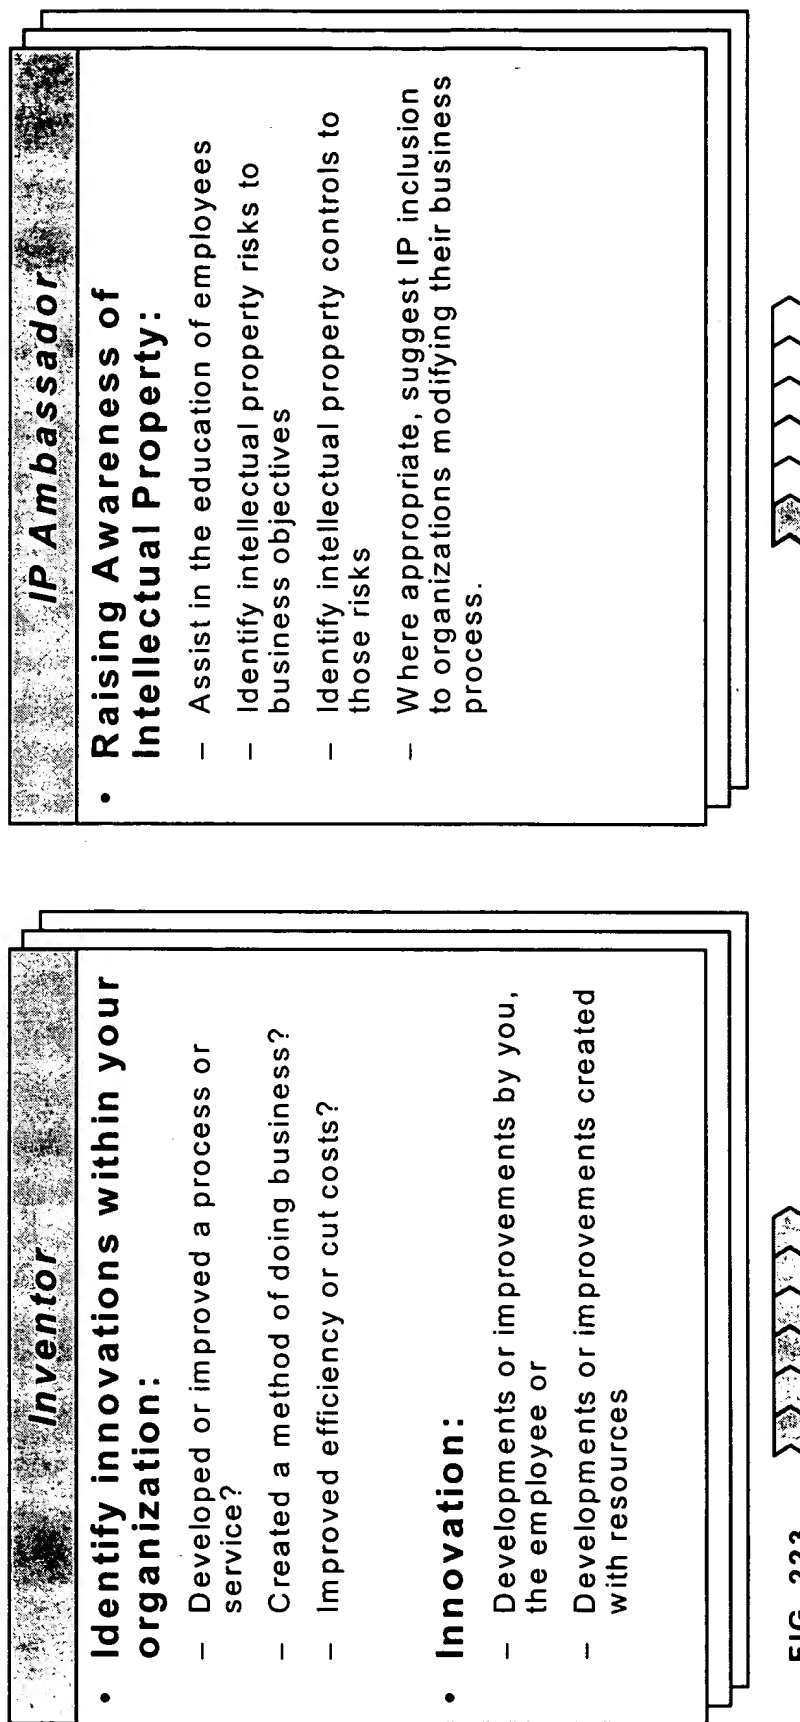 Inventor
• Identify innovations within your
organization:
– Developed or improved a process or
service?
– Created a method of doing business?
– Improved efficiency or cut costs?
• Innovation:
– Developments or improvements by you,
the employee or
– Developments or improvements created
with resources
IP Ambassador
• Raising Awareness of
Intellectual Property:
– Assist in the education of employees
– Identify intellectual property risks to
business objectives
– Identify intellectual property controls to
those risks
– Where appropriate, suggest IP inclusion
to organizations modifying their business
process.
FIG. 223